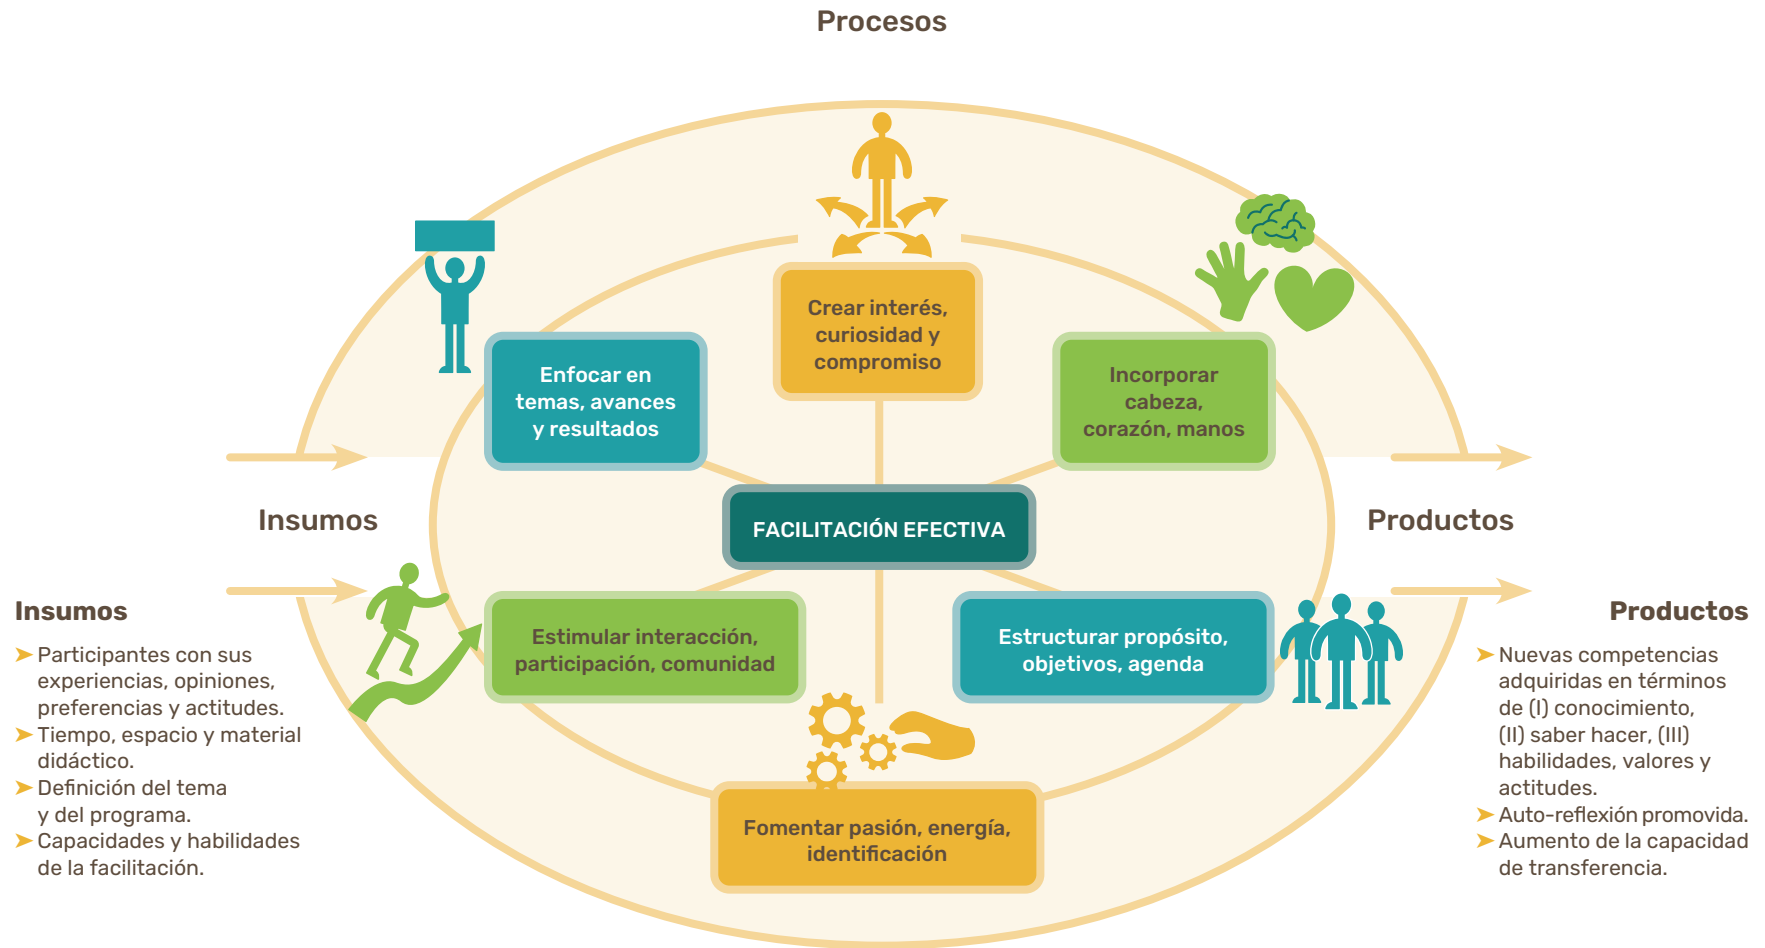 Procesos
Crear interés,
curiosidad y
compromiso
Enfocar en
temas, avances
y resultados
Incorporar
cabeza,
corazón, manos
Insumos
FACILITACIÓN EFECTIVA
Productos
Estimular interacción,
participación, comunidad
Estructurar propósito,
objetivos, agenda
Fomentar pasión, energía,
identificación
Insumos
➤ Participantes con sus
experiencias, opiniones,
preferencias y actitudes.
➤ Tiempo, espacio y material
didáctico.
➤ Definición del tema
y del programa.
➤ Capacidades y habilidades
de la facilitación.
Productos
➤ Nuevas competencias
adquiridas en términos
de (I) conocimiento,
(II) saber hacer, (III)
habilidades, valores y
actitudes.
➤ Auto-reflexión promovida.
➤ Aumento de la capacidad
de transferencia.